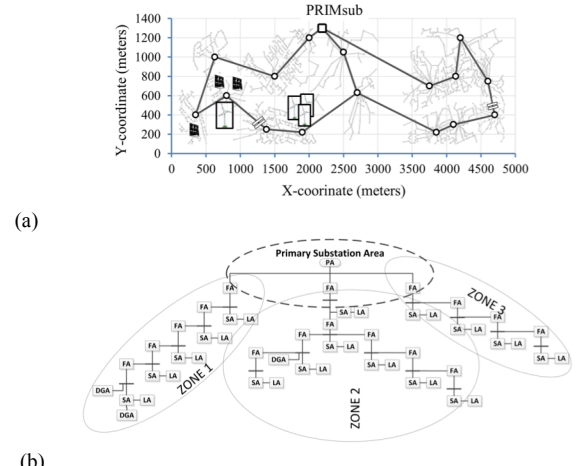 PRIMsub
1400
1200
1000
800
600
400
200
0
Y-coordinate (meters)
0 500 1000 1500 2000 2500 3000 3500 4000 4500 5000
X-coorinate (meters)
(a)
Primary Substation Area
PA
FA FA FA
SA LA
FA
FA
SA LA
FA
SA LA
FA
SA LA
FA
SA LA
DGA
SA LA
DGA
ZONE 1
SA LA
FA
FA FA FA
DGA
SA LA
SA LA
FA
SA LA
FA
SA LA
SA LA
ZONE 2
FA
SA LA
FA
SA LA
FA
SA LA
FA
SA LA
SA LA
ZONE 3
(b)